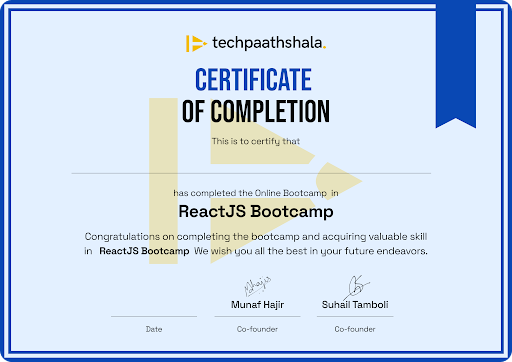 techpaathshala.
CERTIFICATE
OF COMPLETION
This is to certify that
has completed the Online Bootcamp in
ReactJS Bootcamp
Congratulations on completing the bootcamp and acquiring valuable skill
in ReactJS Bootcamp We wish you all the best in your future endeavors.
Munaf Hajir Suhail Tamboli
Date Co-founder Co-founder